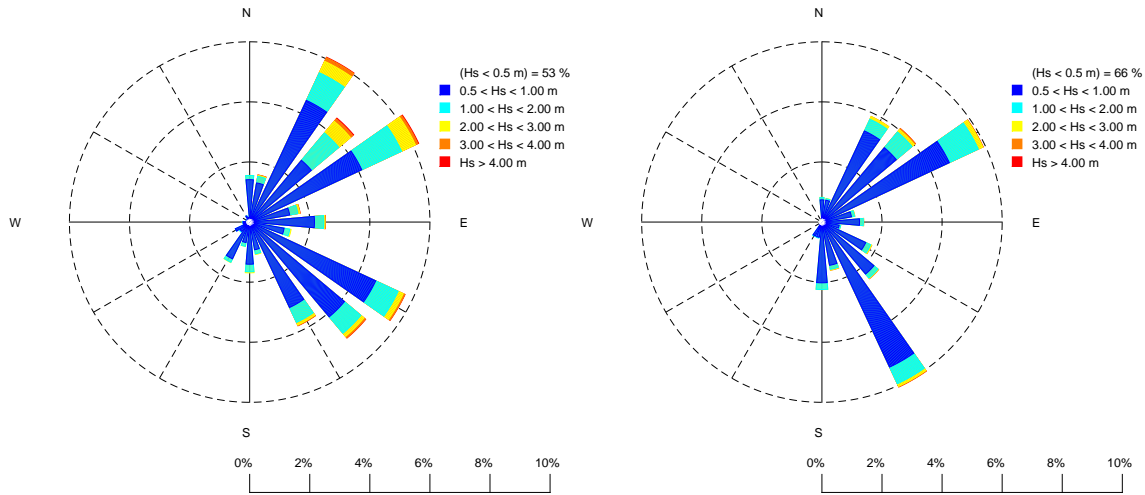 N
(Hs < 0.5 m) = 53 %
0.5 < Hs < 1.00 m
1.00 < Hs < 2.00 m
2.00 < Hs < 3.00 m
3.00 < Hs < 4.00 m
Hs > 4.00 m
W
E
S
0% 2% 4% 6% 8% 10%
N
(Hs < 0.5 m) = 66 %
0.5 < Hs < 1.00 m
1.00 < Hs < 2.00 m
2.00 < Hs < 3.00 m
3.00 < Hs < 4.00 m
Hs > 4.00 m
W
E
S
0% 2% 4% 6% 8% 10%